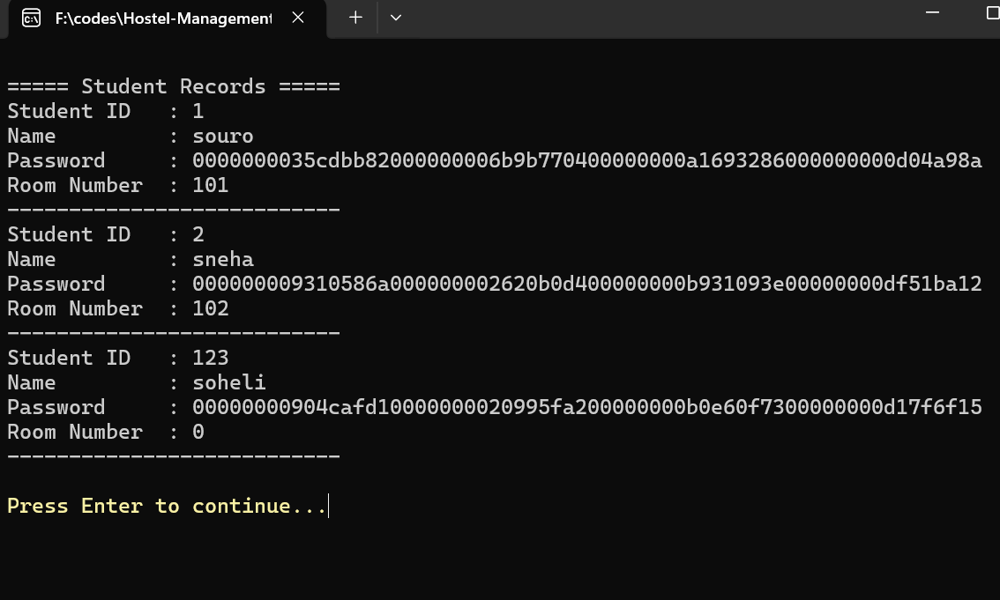 F:\codes\Hostel-Management
===== Student Records =====
Student ID   : 1
Name         : souro
Password     : 0000000035cdbb82000000006b9b770400000000a1693286000000000d04a98a
Room Number  : 101
---------------------------
Student ID   : 2
Name         : sneha
Password     : 000000009310586a000000002620b0d400000000b931093e00000000df51ba12
Room Number  : 102
---------------------------
Student ID   : 123
Name         : soheli
Password     : 00000000904cafd10000000020995fa200000000b0e60f7300000000d17f6f15
Room Number  : 0
---------------------------
Press Enter to continue...